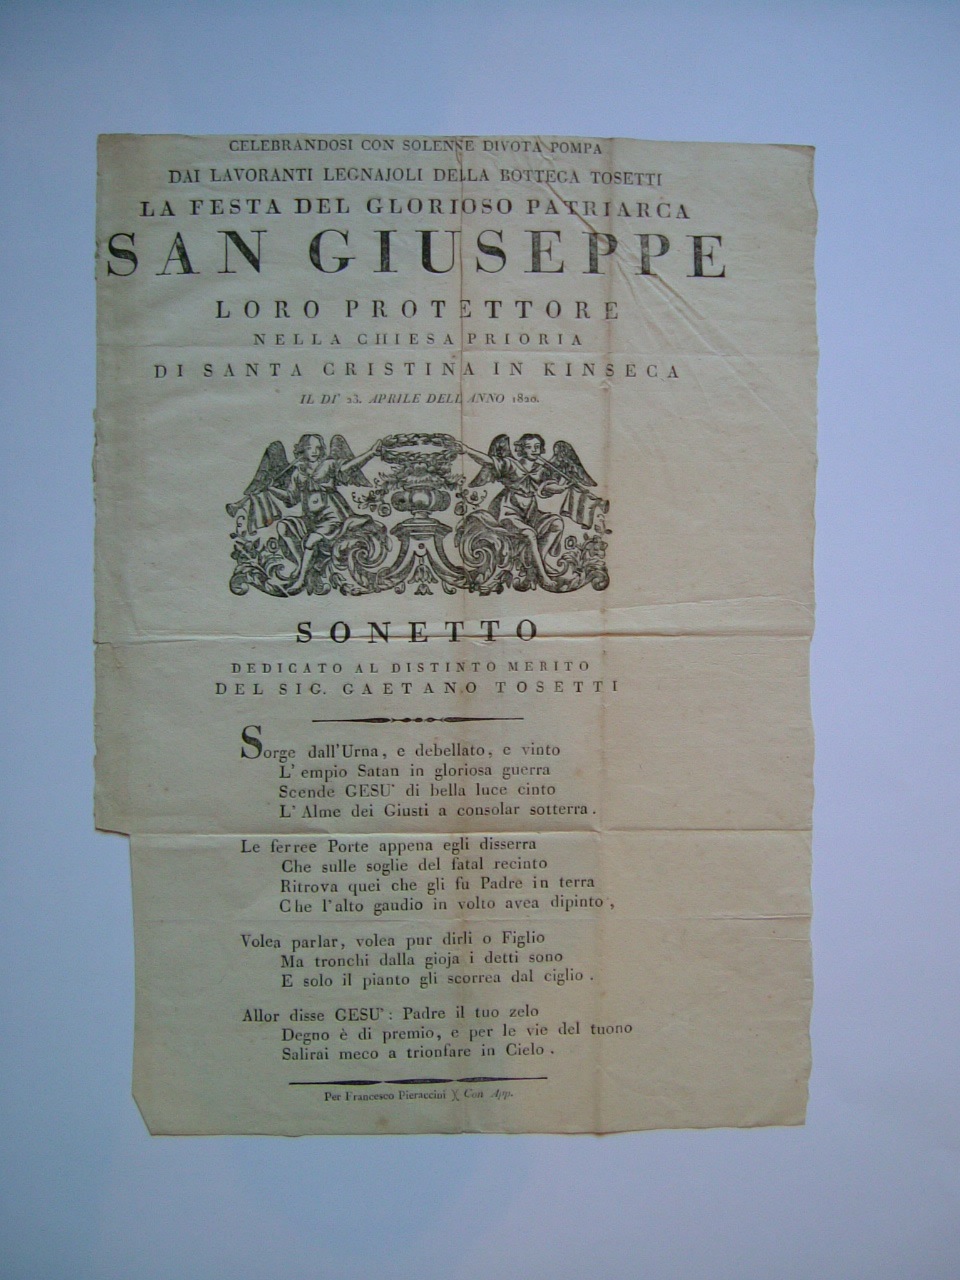 CELEBRANDOSI CON SOLENNE DIVOTA POMPA
DAI LAVORANTI LEGNAJOLI DELLA BOTTEGA TOSETTI
LA FESTA DEL GLORIOSO PATRIARCA
SAN GIUSEPPE
LORO PROTETTORE
NELLA CHIESA PRIORIA
DI SANTA CRISTINA IN KINSECA
IL DI' 23. APRILE DELL ANNO 1820.
SONETTO
DEDICATO AL DISTINTO MERITO
DEL SIG. GAETANO TOSETTI
Sorge dall'Urna, e debellato, e vinto
L' empio Satan in gloriosa guerra
Scende GESU' di bella luce cinto
L' Alme dei Giusti a consolar sotterra.
Le ferree Porte appena egli disserra
Che sulle soglie del fatal recinto
Ritrova quei che gli fu Padre in terra
Che l'alto gaudio in volto avea dipinto,
Volea parlar, volea pur dirli o Figlio
Ma tronchi dalla gioja i detti sono
E solo il pianto gli scorrea dal ciglio.
Allor disse GESU': Padre il tuo zelo
Degno è di premio, e per le vie del tuono
Salirai meco a trionfare in Cielo.
Per Francesco Pieraccini X Con App.